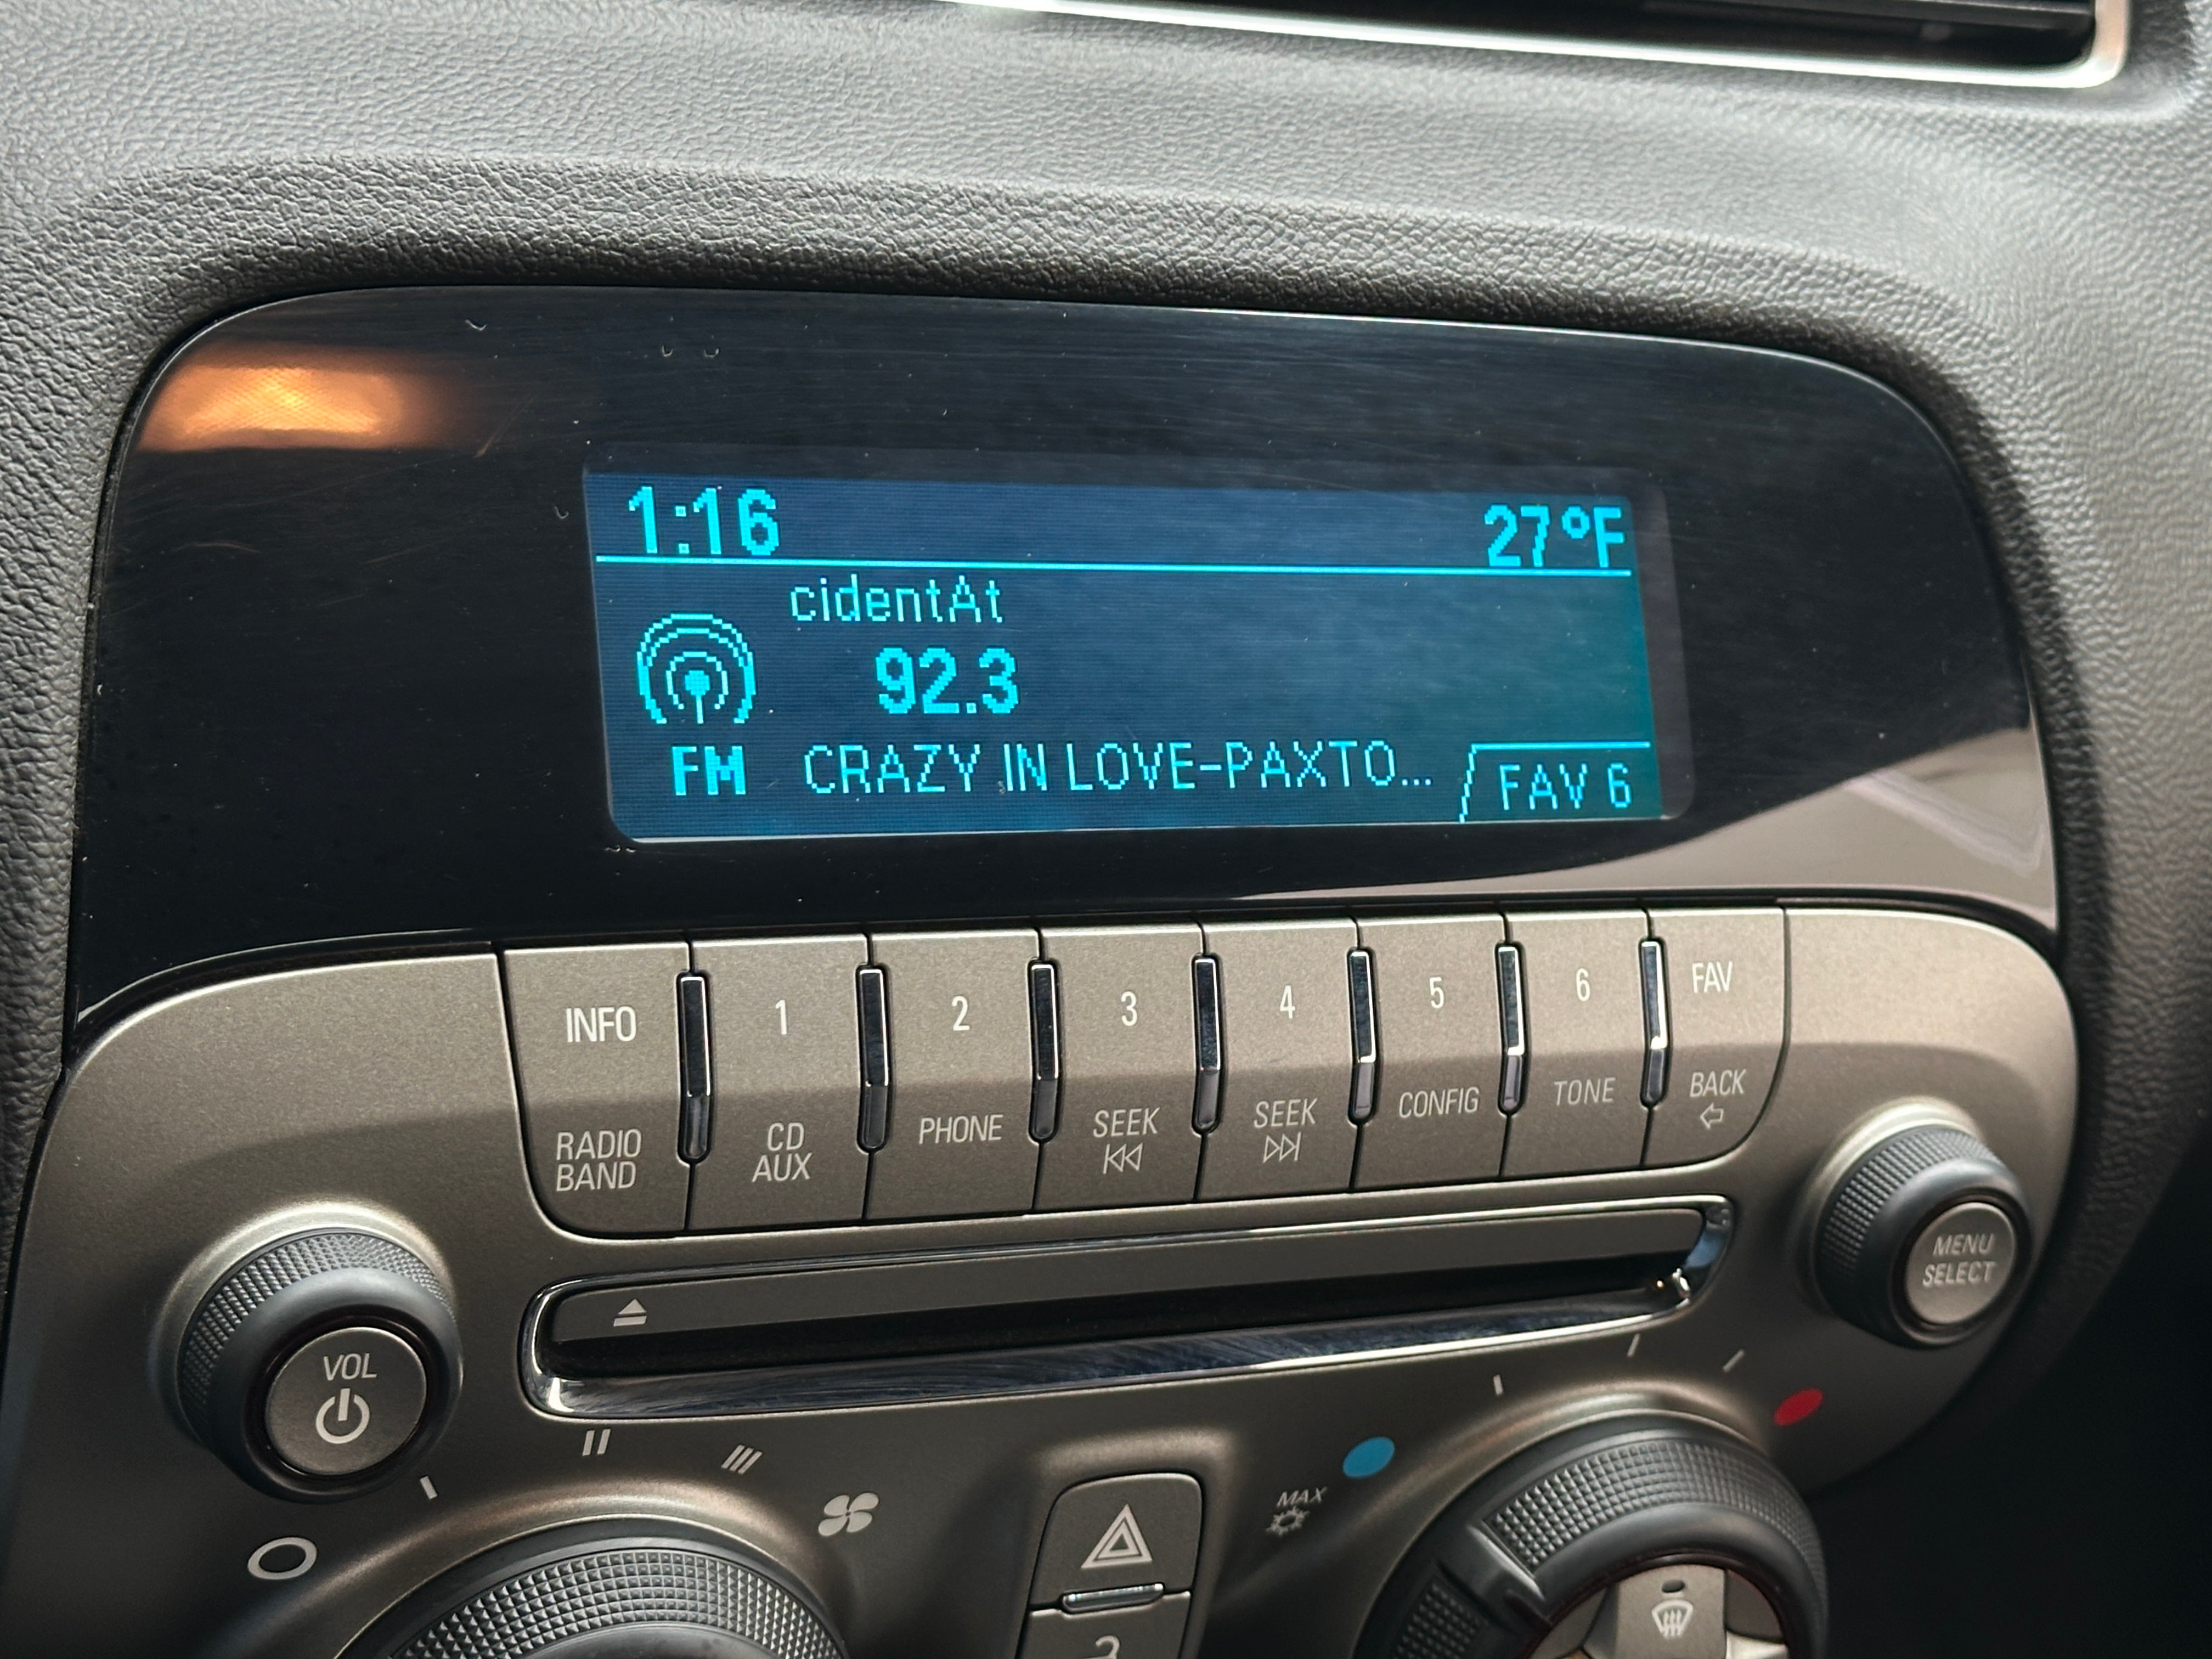 1:16 27°F
cidentAt
92.3
FM CRAZY IN LOVE-PAXTO... FAV 6
INFO 1 2 3 4 5 6 FAV
RADIO BAND
CD AUX
PHONE
SEEK
SEEK
CONFIG
TONE
BACK
VOL
MENU
SELECT
MAX